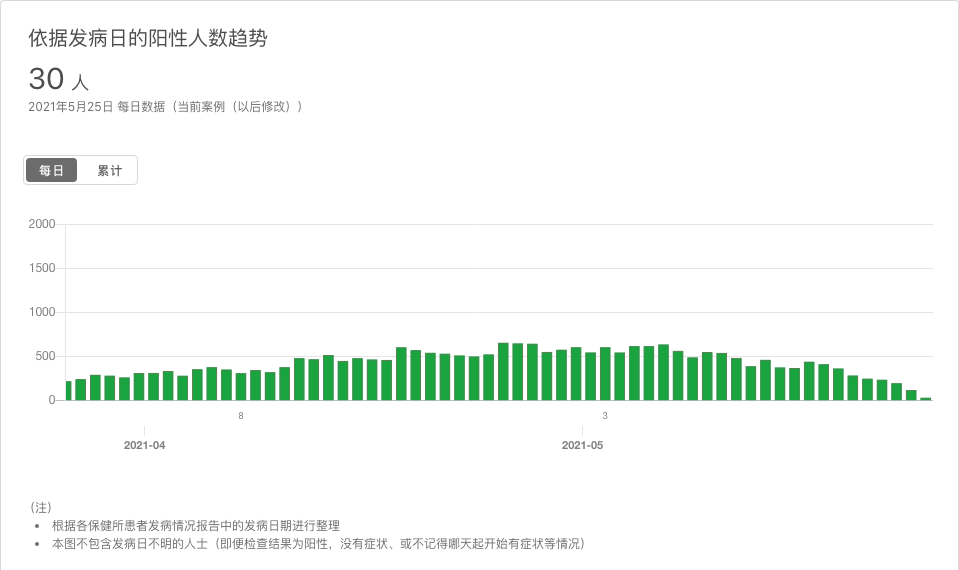 依据发病日的阳性人数趋势
30 人
2021年5月25日 每日数据（当前案例（以后修改））
每日 累计
2000
1500
1000
500
0
8 3
2021-04 2021-05
（注）
• 根据各保健所患者发病情况报告中的发病日期进行整理
• 本图不包含发病日不明的人士（即便检查结果为阳性，没有症状、或不记得哪天起开始有症状等情况）